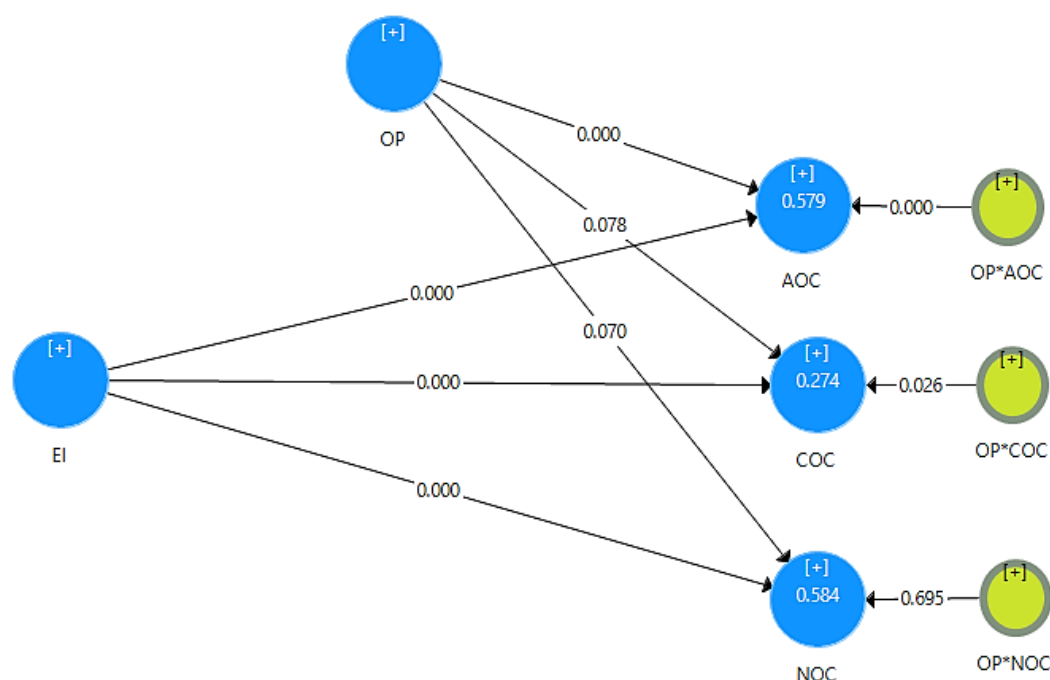 [+]
OP
0.000
[+]
0.579
AOC
0.000
[+]
OP*AOC
0.078
0.000
0.070
[+]
EI
0.000
[+]
0.274
COC
0.026
[+]
OP*COC
0.000
[+]
0.584
NOC
0.695
[+]
OP*NOC